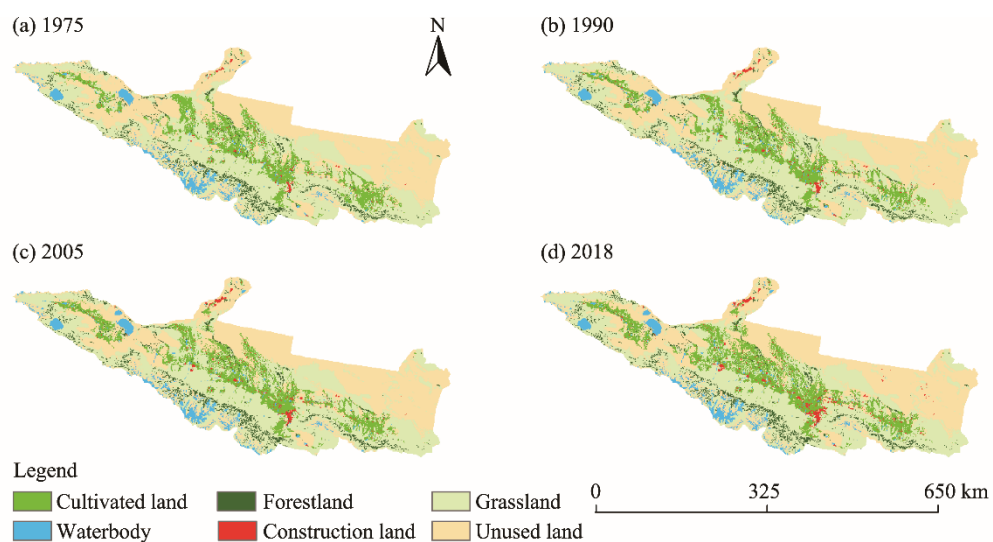 (a) 1975
N
(b) 1990
(c) 2005
(d) 2018
Legend
Cultivated land
Forestland
Grassland
Waterbody
Construction land
Unused land
0 325 650 km